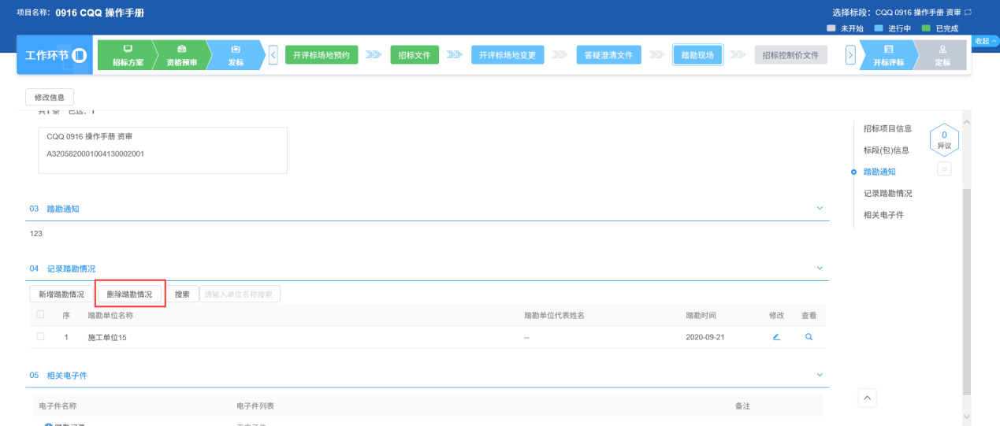 项目名称: 0916 CQQ 操作手册
选择标段: CQQ 0916 操作手册 资审
未开始 进行中 已完成
收起
工作环节
招标方案 资格预审 发标 开评标场地预约 招标文件 开评标场地变更 答疑澄清文件 踏勘现场 招标控制价文件 开标评标 定标
修改信息
共1条 已选: 1
CQQ 0916 操作手册 资审
A3205820001004130002001
招标项目信息
标段(包)信息
踏勘通知
记录踏勘情况
相关电子件
0
异议
03 踏勘通知
123
04 记录踏勘情况
新增踏勘情况 删除踏勘情况 搜索 请输入单位名称搜索
序 踏勘单位名称 踏勘单位代表姓名 踏勘时间 修改 查看
1 施工单位15 -- 2020-09-21
05 相关电子件
电子件名称 电子件列表 备注